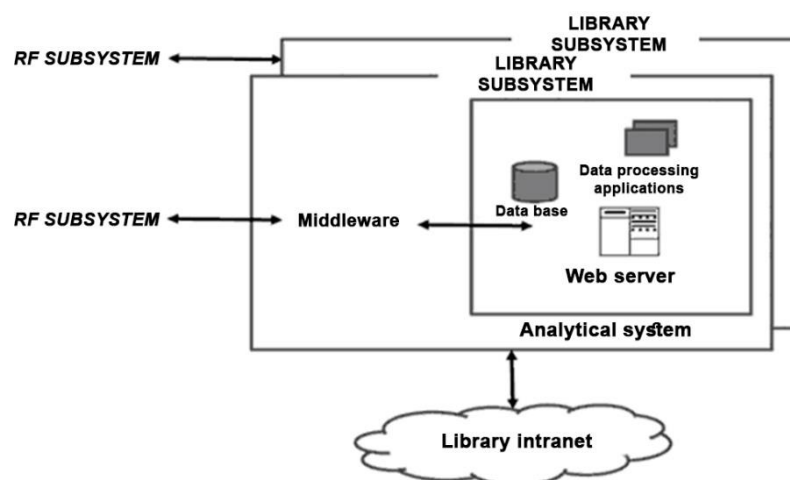 LIBRARY
SUBSYSTEM
RF SUBSYSTEM
LIBRARY
SUBSYSTEM
Data processing
applications
RF SUBSYSTEM
Middleware
Data base
Web server
Analytical system
Library intranet